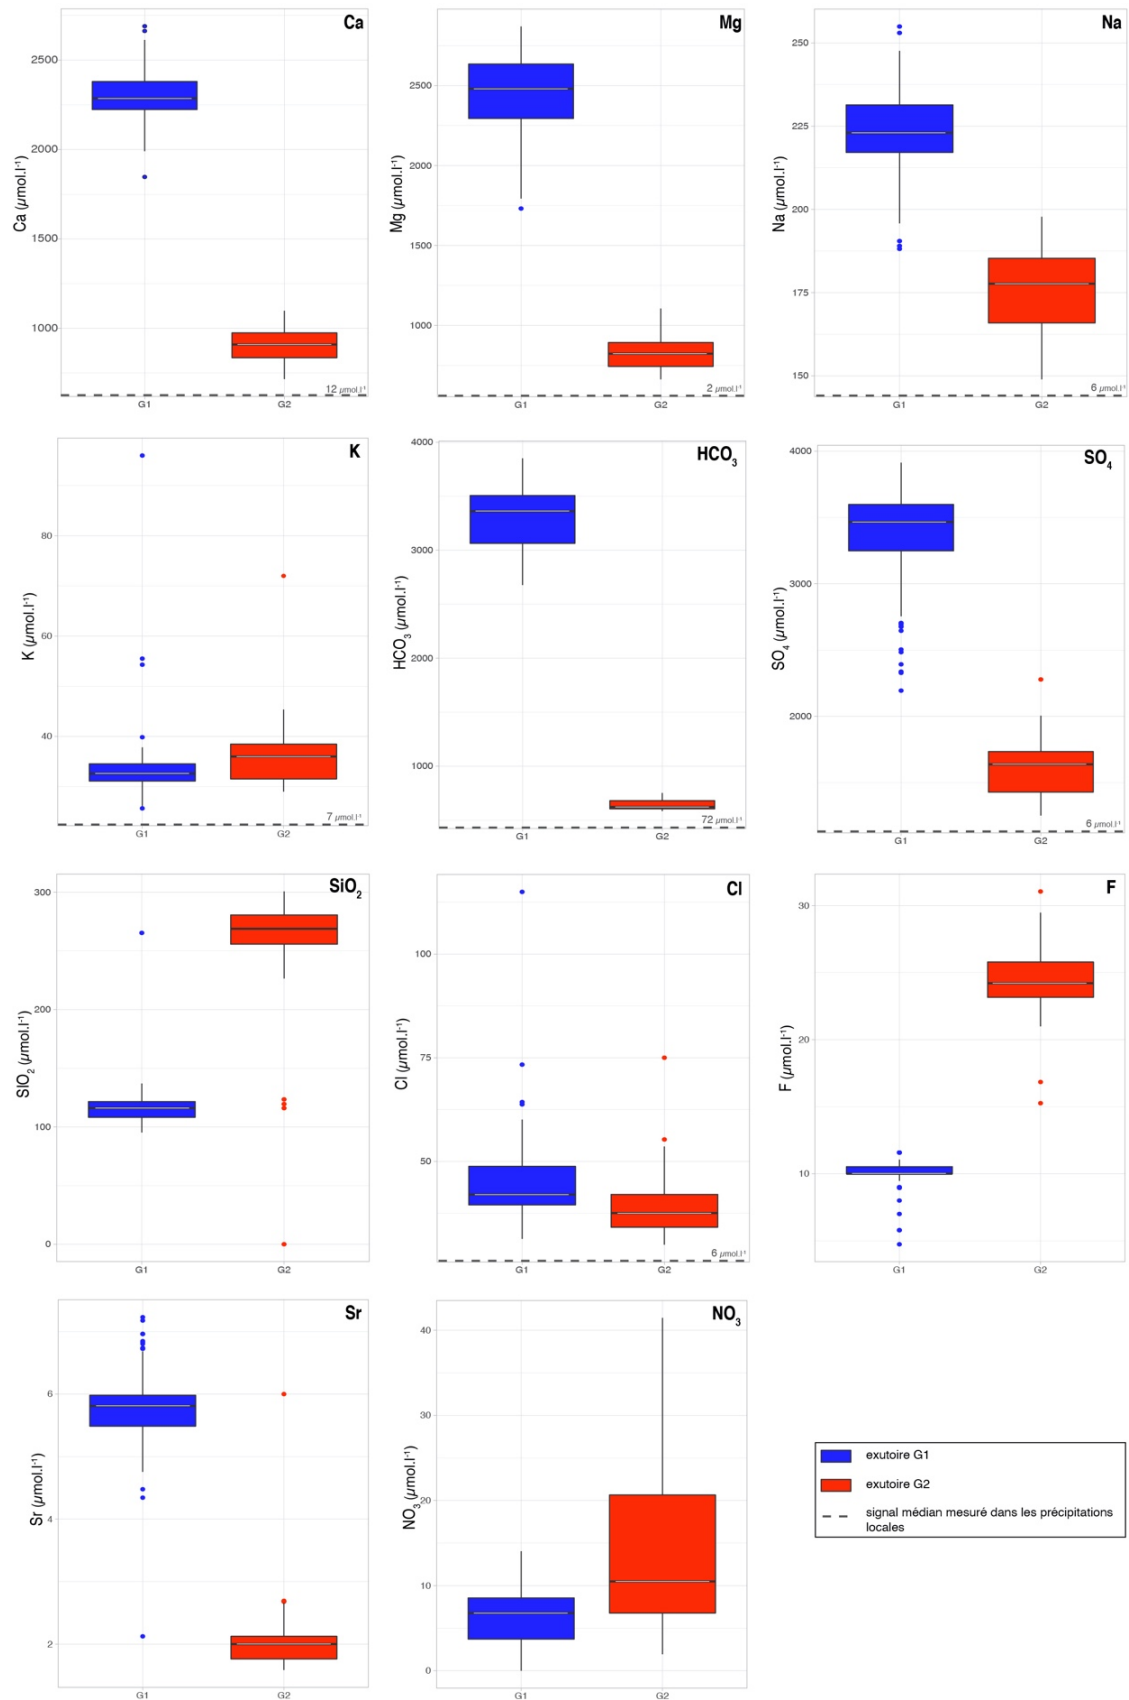 Ca
Ca (µmol.l⁻¹)
2500
2000
1500
1000
12 µmol.l⁻¹
G1
G2
Mg
Mg (µmol.l⁻¹)
2500
2000
1500
1000
2 µmol.l⁻¹
G1
G2
Na
Na (µmol.l⁻¹)
250
225
200
175
150
6 µmol.l⁻¹
G1
G2
K
K (µmol.l⁻¹)
80
60
40
7 µmol.l⁻¹
G1
G2
HCO₃
HCO₃ (µmol.l⁻¹)
4000
3000
2000
1000
72 µmol.l⁻¹
G1
G2
SO₄
SO₄ (µmol.l⁻¹)
4000
3000
2000
6 µmol.l⁻¹
G1
G2
SiO₂
SIO₂ (µmol.l⁻¹)
300
200
100
0
G1
G2
Cl
Cl (µmol.l⁻¹)
100
75
50
6 µmol.l⁻¹
G1
G2
F
F (µmol.l⁻¹)
30
20
10
G1
G2
Sr
Sr (µmol.l⁻¹)
6
4
2
G1
G2
NO₃
NO₃ (µmol.l⁻¹)
40
30
20
10
0
G1
G2
exutoire G1
exutoire G2
signal médian mesuré dans les précipitations
locales